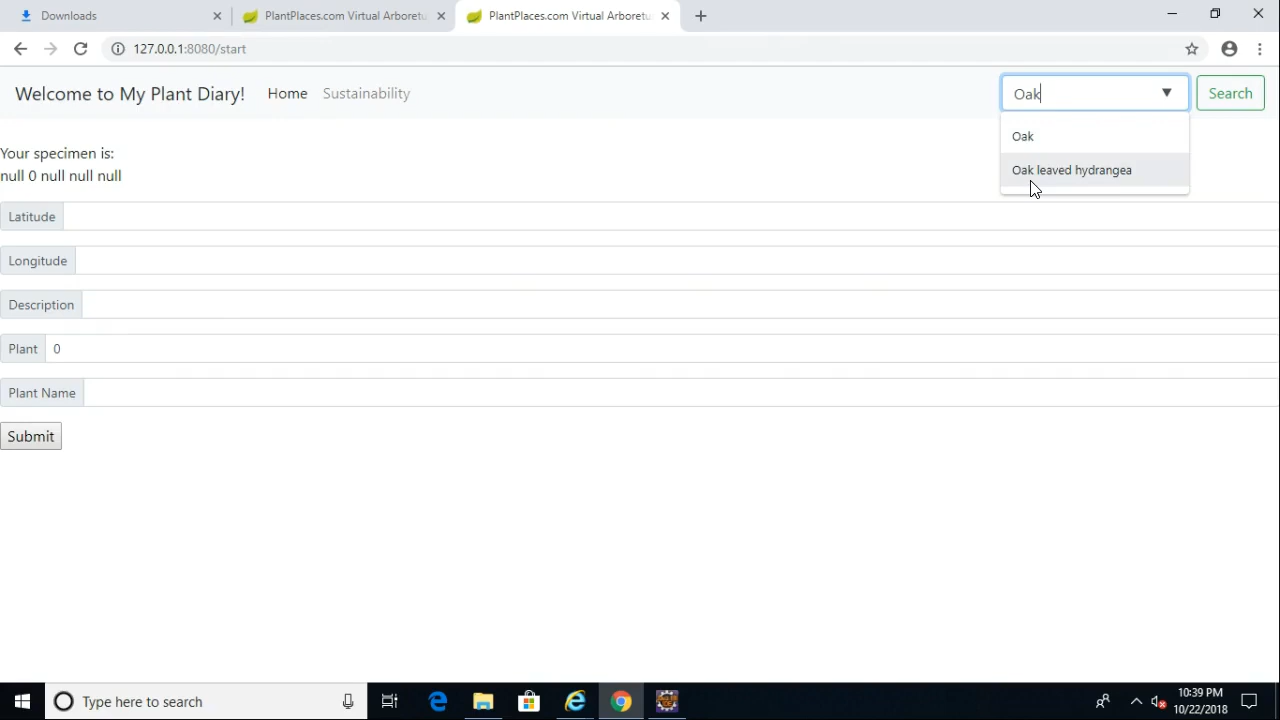 Downloads
PlantPlaces.com Virtual Arboretu
PlantPlaces.com Virtual Arboretu
127.0.0.1:8080/start
Welcome to My Plant Diary! Home Sustainability
Oak
Search
Oak
Oak leaved hydrangea
Your specimen is:
null 0 null null null
Latitude
Longitude
Description
Plant 0
Plant Name
Submit
Type here to search
10:39 PM
10/22/2018